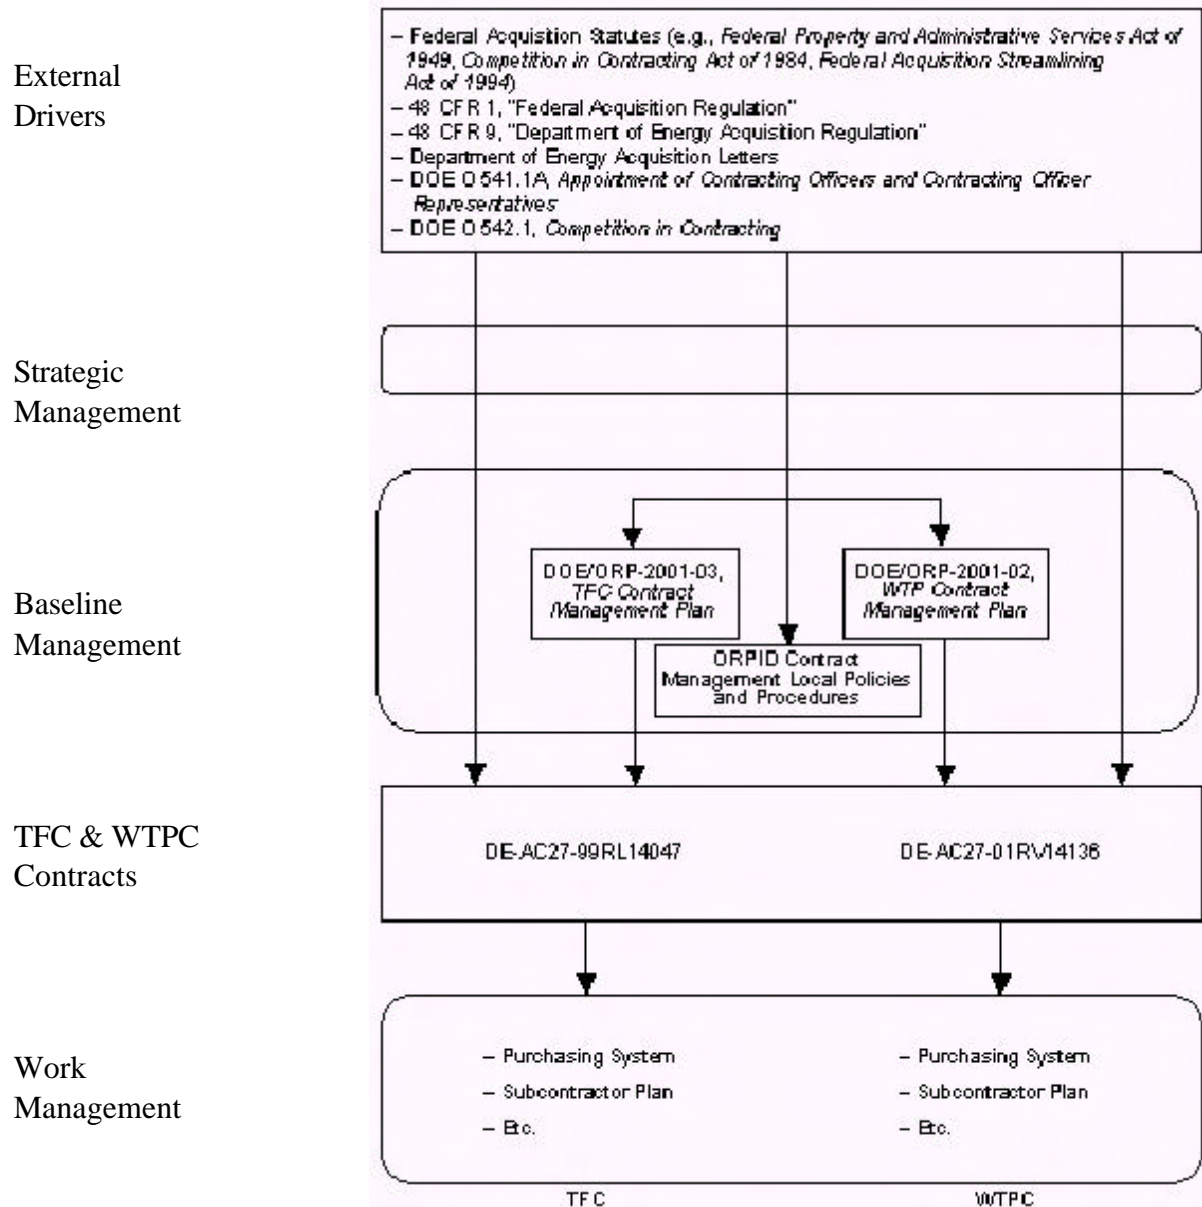 External
Drivers
– Federal Acquisition Statutes (e.g., Federal Property and Administrative Services Act of
1949, Competition in Contracting Act of 1984, Federal Acquisition Streamlining
Act of 1994)
– 48 CFR 1, "Federal Acquisition Regulation"
– 48 CFR 9, "Department of Energy Acquisition Regulation"
– Department of Energy Acquisition Letters
– DOE O 541.1A, Appointment of Contracting Officers and Contracting Officer
Representatives
– DOE O 542.1, Competition in Contracting
Strategic
Management
Baseline
Management
DOE/ORP-2001-03,
TFC Contract
Management Plan
DOE/ORP-2001-02,
WTP Contract
Management Plan
ORPID Contract
Management Local Policies
and Procedures
TFC & WTPC
Contracts
DE-AC27-99RL14047
DE-AC27-01RV14136
Work
Management
– Purchasing System
– Subcontractor Plan
– Etc.
– Purchasing System
– Subcontractor Plan
– Etc.
TFC
WTPC